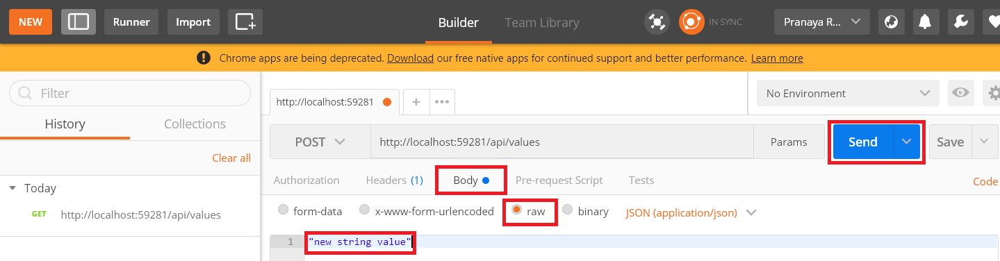 NEW Runner Import Builder Team Library IN SYNC Pranaya R...
Chrome apps are being deprecated. Download our free native apps for continued support and better performance. Learn more
Filter
http://localhost:59281
No Environment
History Collections
POST http://localhost:59281/api/values Params Send Save
Clear all
Authorization Headers (1) Body Pre-request Script Tests Code
Today
GET http://localhost:59281/api/values
form-data x-www-form-urlencoded raw binary JSON (application/json)
1 "new string value"